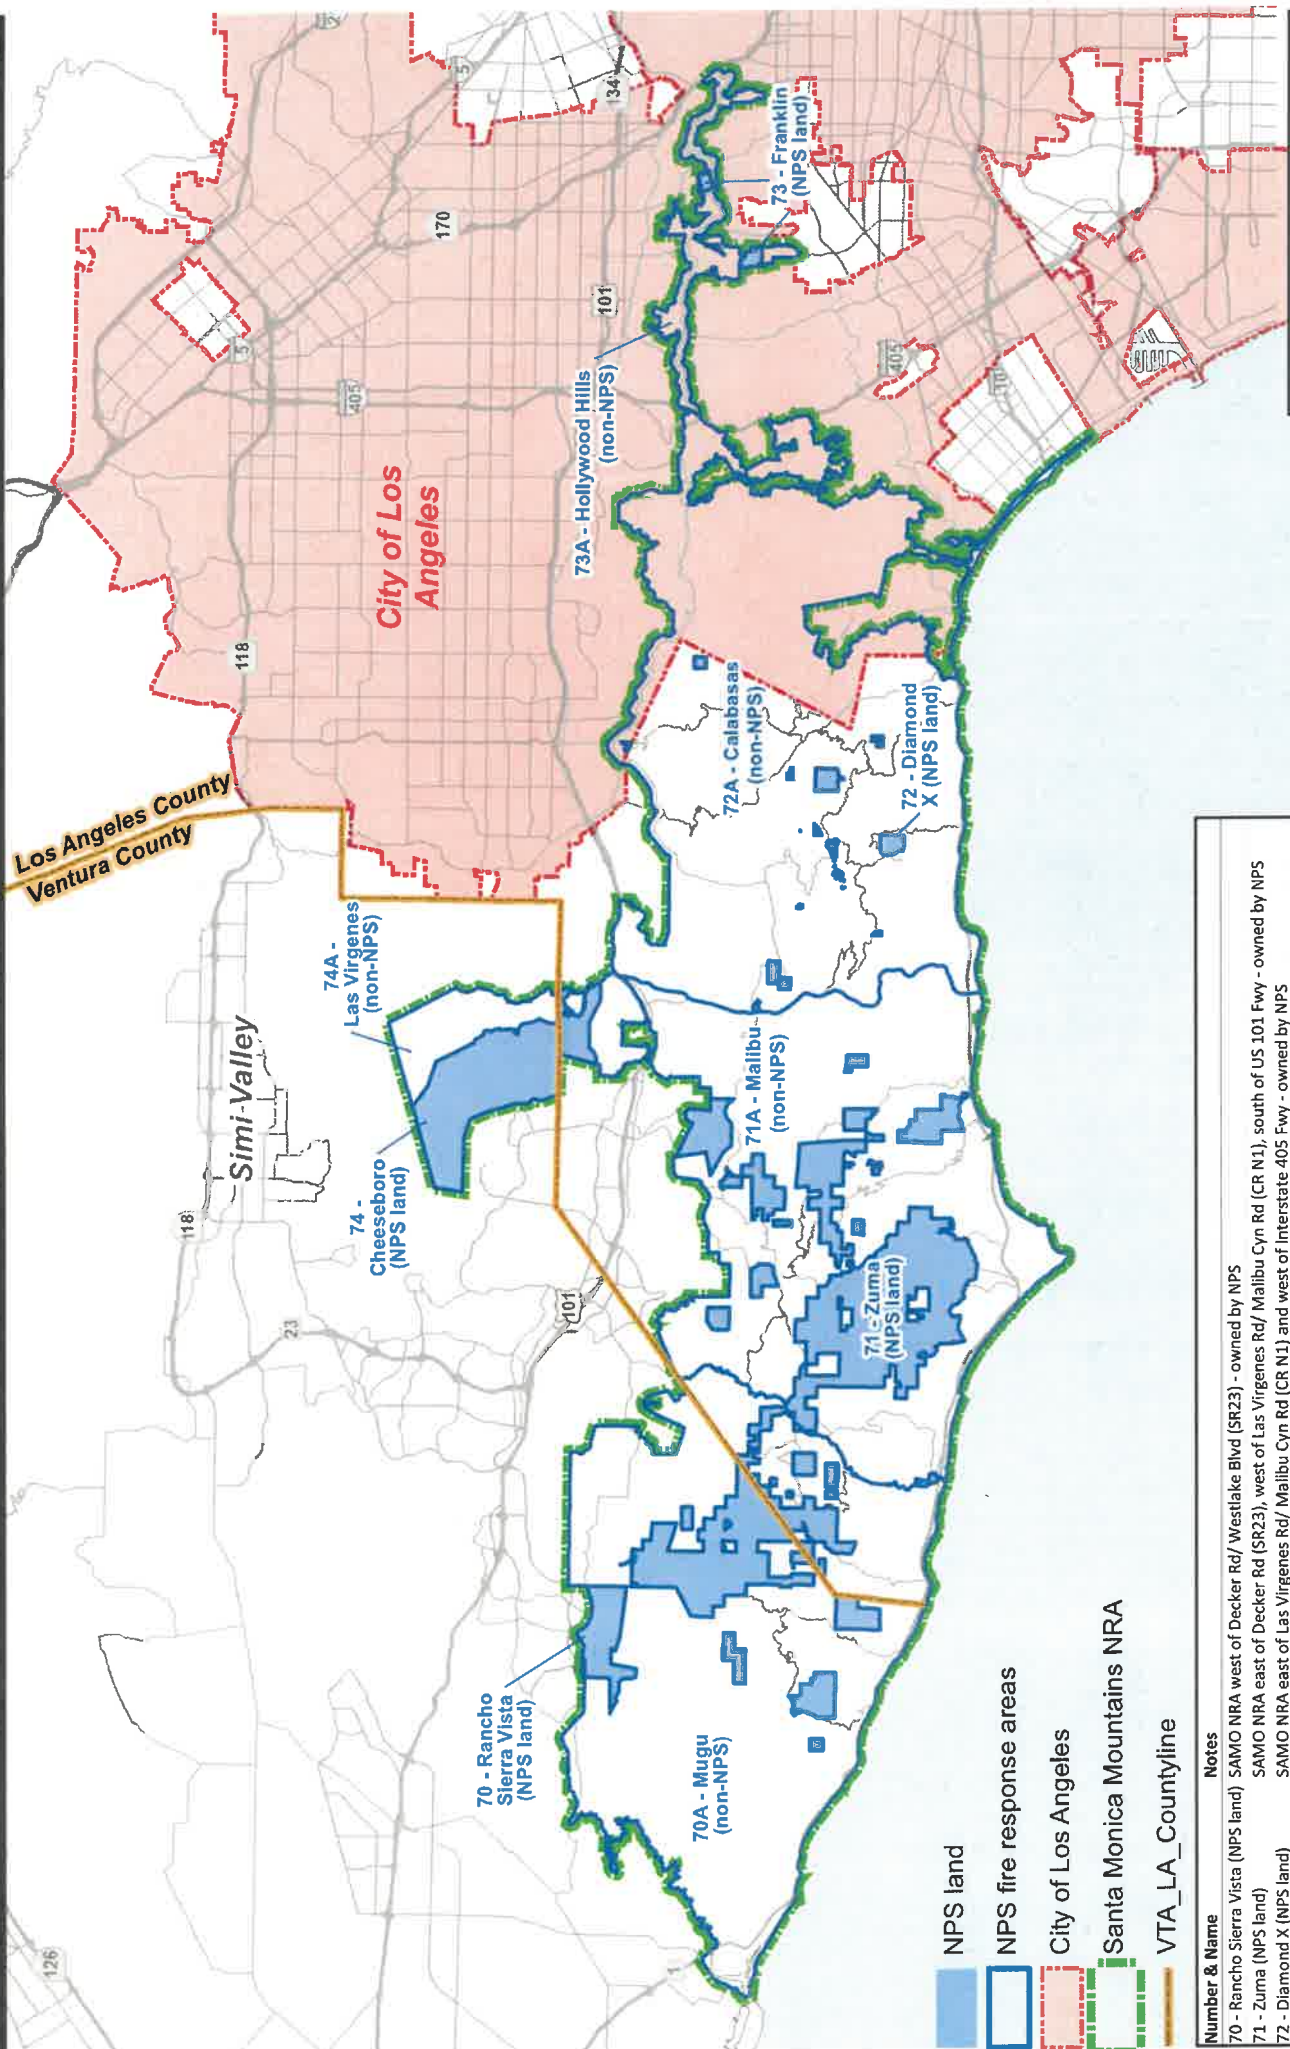 126
118
Simi Valley
23
101
1
Los Angeles County
Ventura County
118
City of Los
Angeles
5
5
405
170
101
134
405
10
74A -
Las Virgenes
(non-NPS)
74 -
Cheeseboro
(NPS land)
70 - Rancho
Sierra Vista
(NPS land)
70A - Mugu
(non-NPS)
71A - Malibu
(non-NPS)
71 - Zuma
(NPS land)
72A - Calabasas
(non-NPS)
72 - Diamond
X (NPS land)
73A - Hollywood Hills
(non-NPS)
73 - Franklin
(NPS land)
NPS land
NPS fire response areas
City of Los Angeles
Santa Monica Mountains NRA
VTA_LA_Countyline
Number & Name Notes
70 - Rancho Sierra Vista (NPS land) SAMO NRA west of Decker Rd/ Westlake Blvd (SR23) - owned by NPS
71 - Zuma (NPS land) SAMO NRA east of Decker Rd (SR23), west of Las Virgenes Rd/ Malibu Cyn Rd (CR N1), south of US 101 Fwy - owned by NPS
72 - Diamond X (NPS land) SAMO NRA east of Las Virgenes Rd/ Malibu Cyn Rd (CR N1) and west of Interstate 405 Fwy - owned by NPS